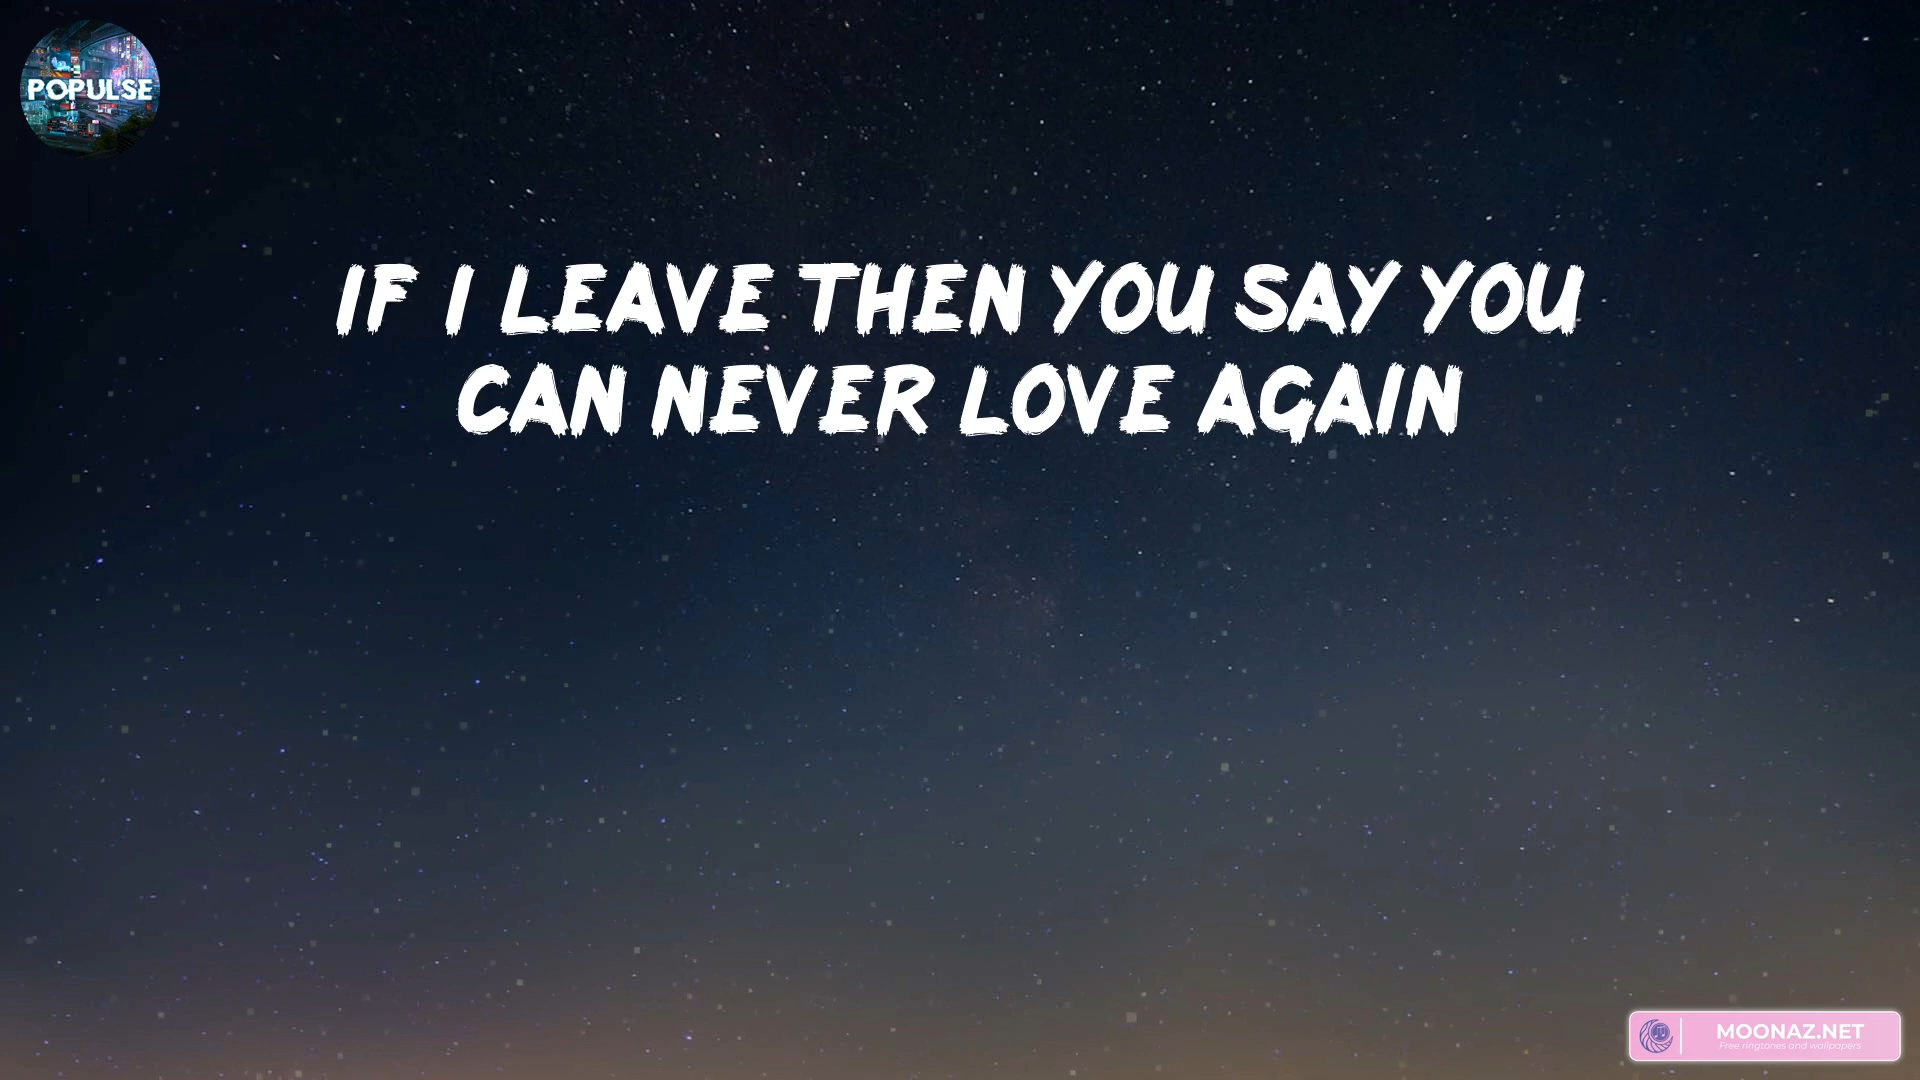 POPULSE
IF I LEAVE THEN YOU SAY YOU
CAN NEVER LOVE AGAIN
MOONAZ.NET
Free ringtones and wallpapers